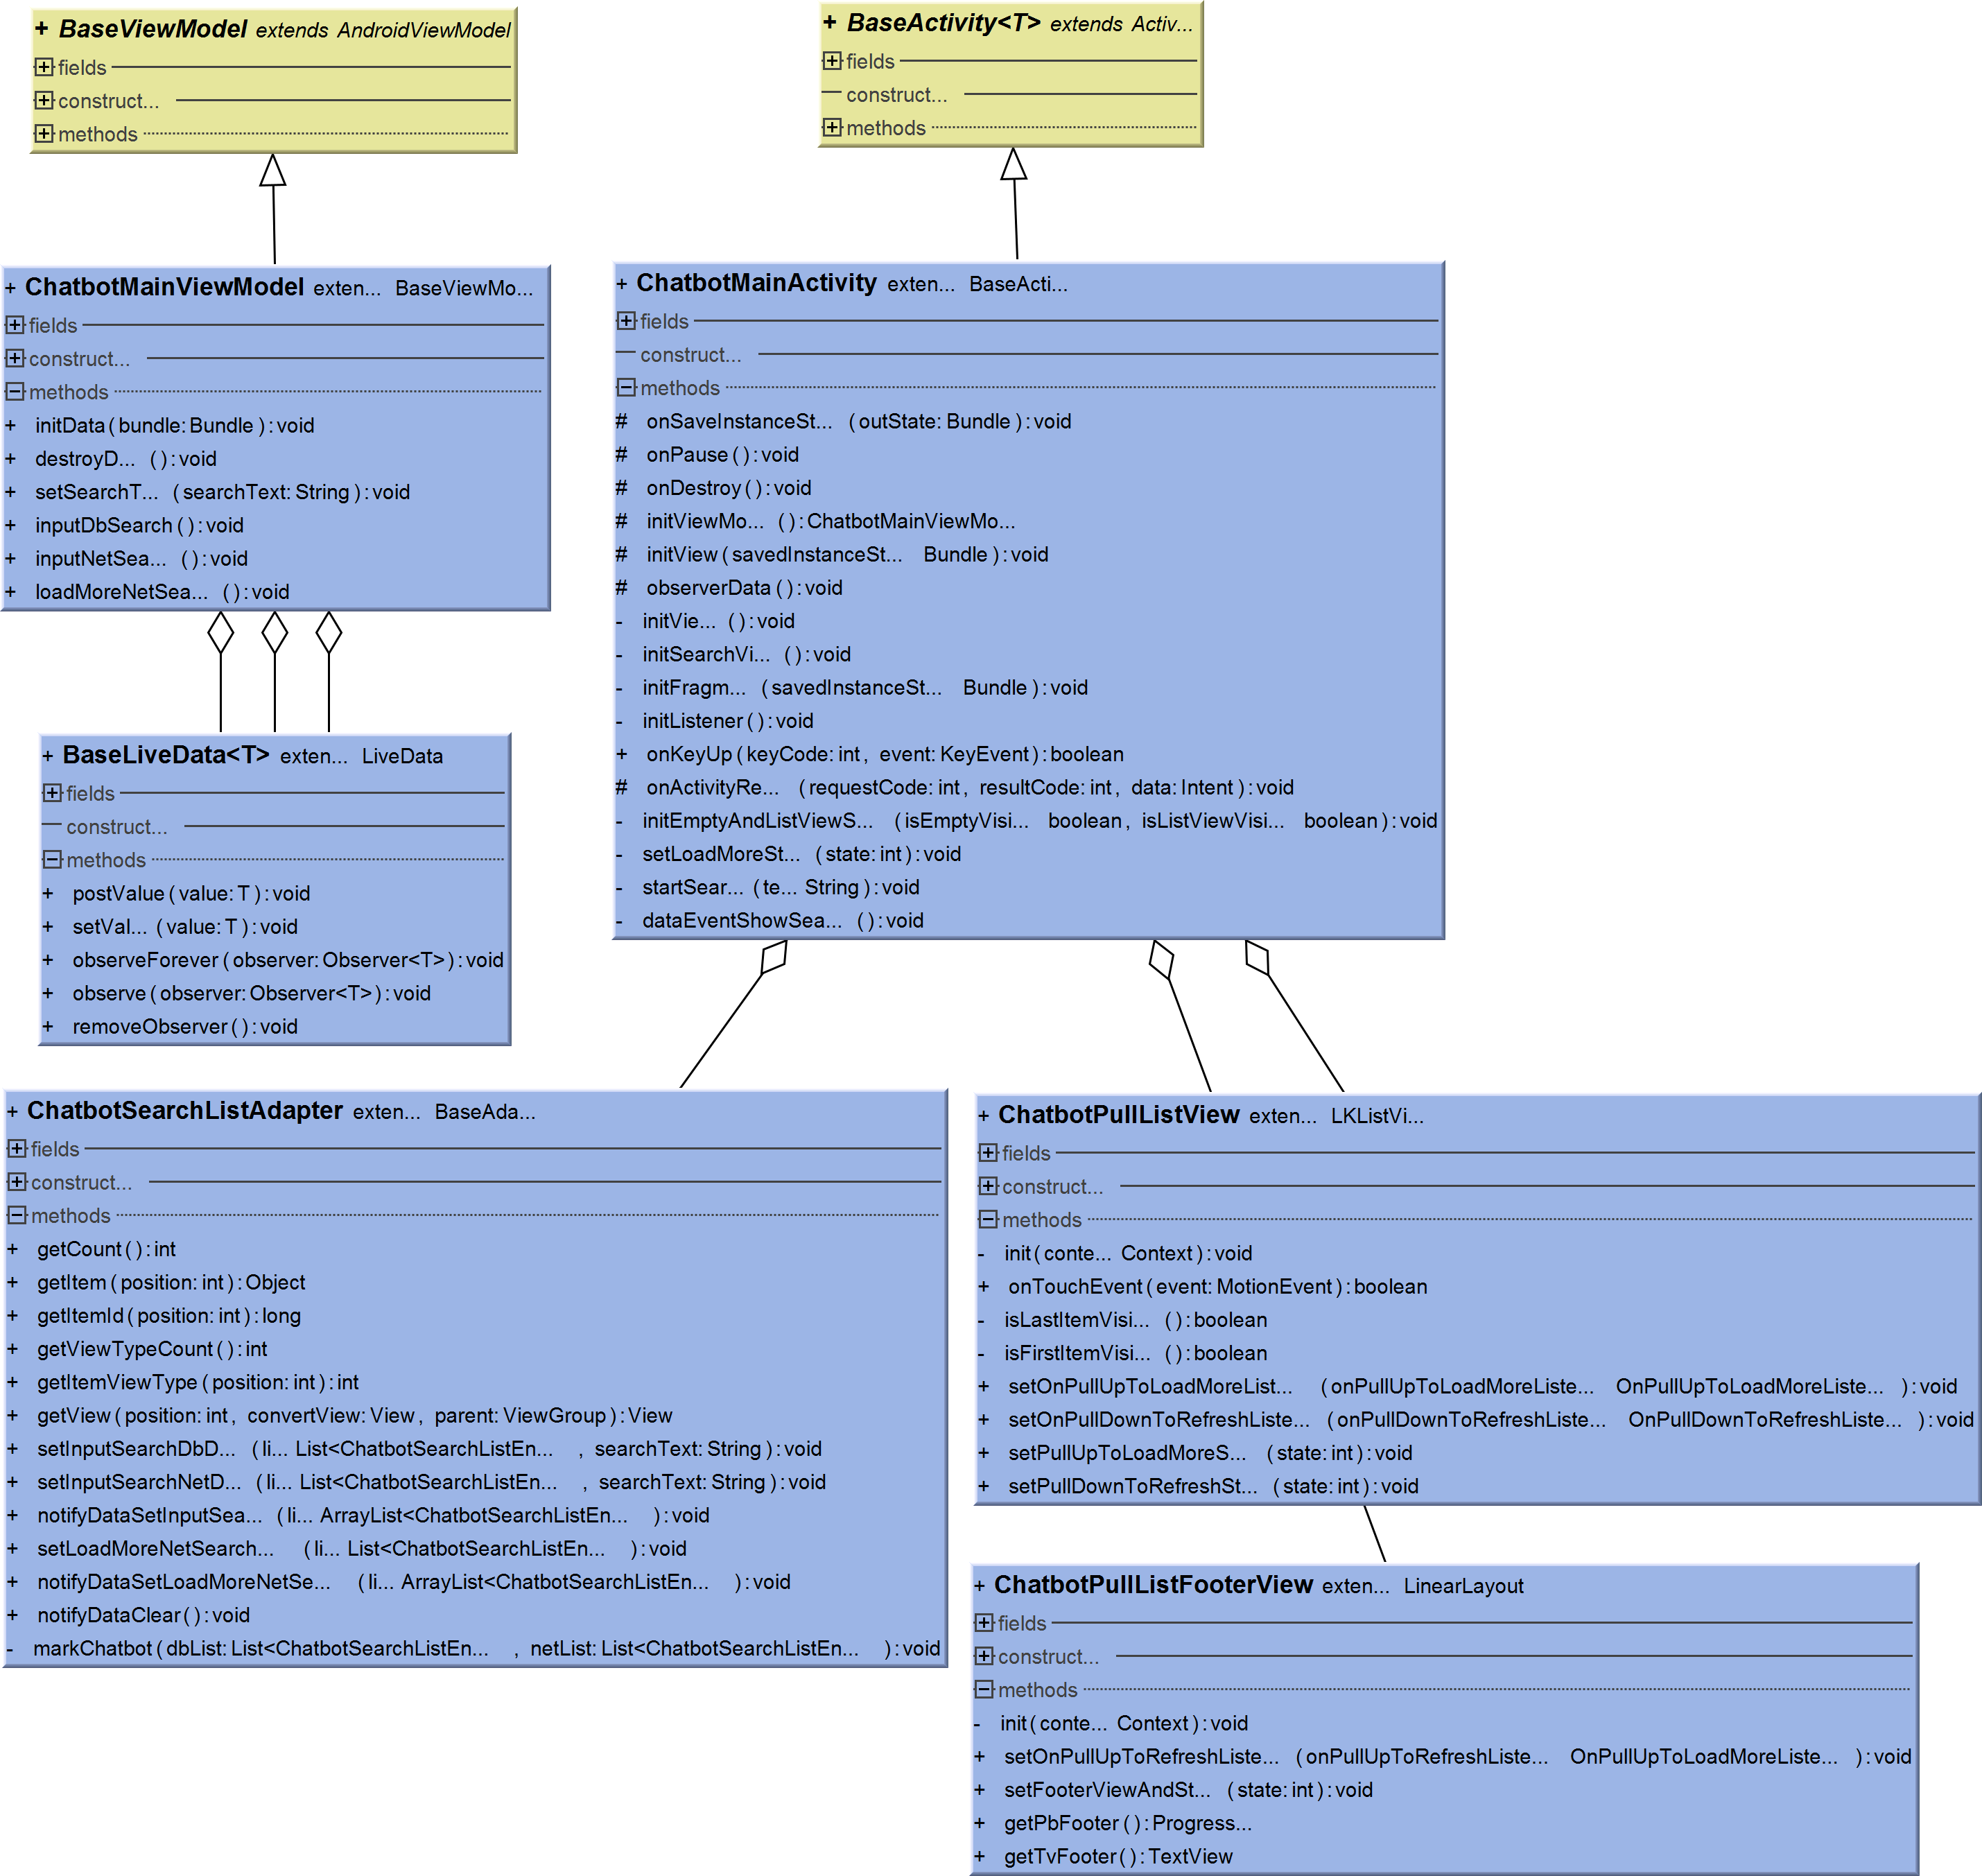 + BaseViewModel extends AndroidViewModel
fields
construct...
methods
+ BaseActivity<T> extends Activ...
fields
construct...
methods
+ ChatbotMainViewModel exten... BaseViewMo...
fields
construct...
methods
+ initData(bundle:Bundle):void
+ destroyD... ():void
+ setSearchT... (searchText:String):void
+ inputDbSearch():void
+ inputNetSea... ():void
+ loadMoreNetSea... ():void
+ ChatbotMainActivity exten... BaseActi...
fields
construct...
methods
# onSaveInstanceSt... (outState:Bundle):void
# onPause():void
# onDestroy():void
# initViewMo... ():ChatbotMainViewMo...
# initView(savedInstanceSt... Bundle):void
# observerData():void
- initVie... ():void
- initSearchVi... ():void
- initFragm... (savedInstanceSt... Bundle):void
- initListener():void
+ onKeyUp(keyCode:int, event:KeyEvent):boolean
# onActivityRe... (requestCode:int, resultCode:int, data:Intent):void
- initEmptyAndListViewS... (isEmptyVisi... boolean, isListViewVisi... boolean):void
- setLoadMoreSt... (state:int):void
- startSear... (te... String):void
- dataEventShowSea... ():void
+ BaseLiveData<T> exten... LiveData
fields
construct...
methods
+ postValue(value:T):void
+ setVal... (value:T):void
+ observeForever(observer:Observer<T>):void
+ observe(observer:Observer<T>):void
+ removeObserver():void
+ ChatbotSearchListAdapter exten... BaseAda...
fields
construct...
methods
+ getCount():int
+ getItem(position:int):Object
+ getItemId(position:int):long
+ getViewTypeCount():int
+ getItemViewType(position:int):int
+ getView(position:int, convertView:View, parent:ViewGroup):View
+ setInputSearchDbD... (li... List<ChatbotSearchListEn... , searchText:String):void
+ setInputSearchNetD... (li... List<ChatbotSearchListEn... , searchText:String):void
+ notifyDataSetInputSea... (li... ArrayList<ChatbotSearchListEn... ):void
+ setLoadMoreNetSearch... (li... List<ChatbotSearchListEn... ):void
+ notifyDataSetLoadMoreNetSe... (li... ArrayList<ChatbotSearchListEn... ):void
+ notifyDataClear():void
- markChatbot(dbList:List<ChatbotSearchListEn... , netList:List<ChatbotSearchListEn... ):void
+ ChatbotPullListView exten... LKListVi...
fields
construct...
methods
- init(conte... Context):void
+ onTouchEvent(event:MotionEvent):boolean
- isLastItemVisi... ():boolean
- isFirstItemVisi... ():boolean
+ setOnPullUpToLoadMoreList... (onPullUpToLoadMoreListe... OnPullUpToLoadMoreListe... ):void
+ setOnPullDownToRefreshListe... (onPullDownToRefreshListe... OnPullDownToRefreshListe... ):void
+ setPullUpToLoadMoreS... (state:int):void
+ setPullDownToRefreshSt... (state:int):void
+ ChatbotPullListFooterView exten... LinearLayout
fields
construct...
methods
- init(conte... Context):void
+ setOnPullUpToRefreshListe... (onPullUpToRefreshListe... OnPullUpToLoadMoreListe... ):void
+ setFooterViewAndSt... (state:int):void
+ getPbFooter():Progress...
+ getTvFooter():TextView